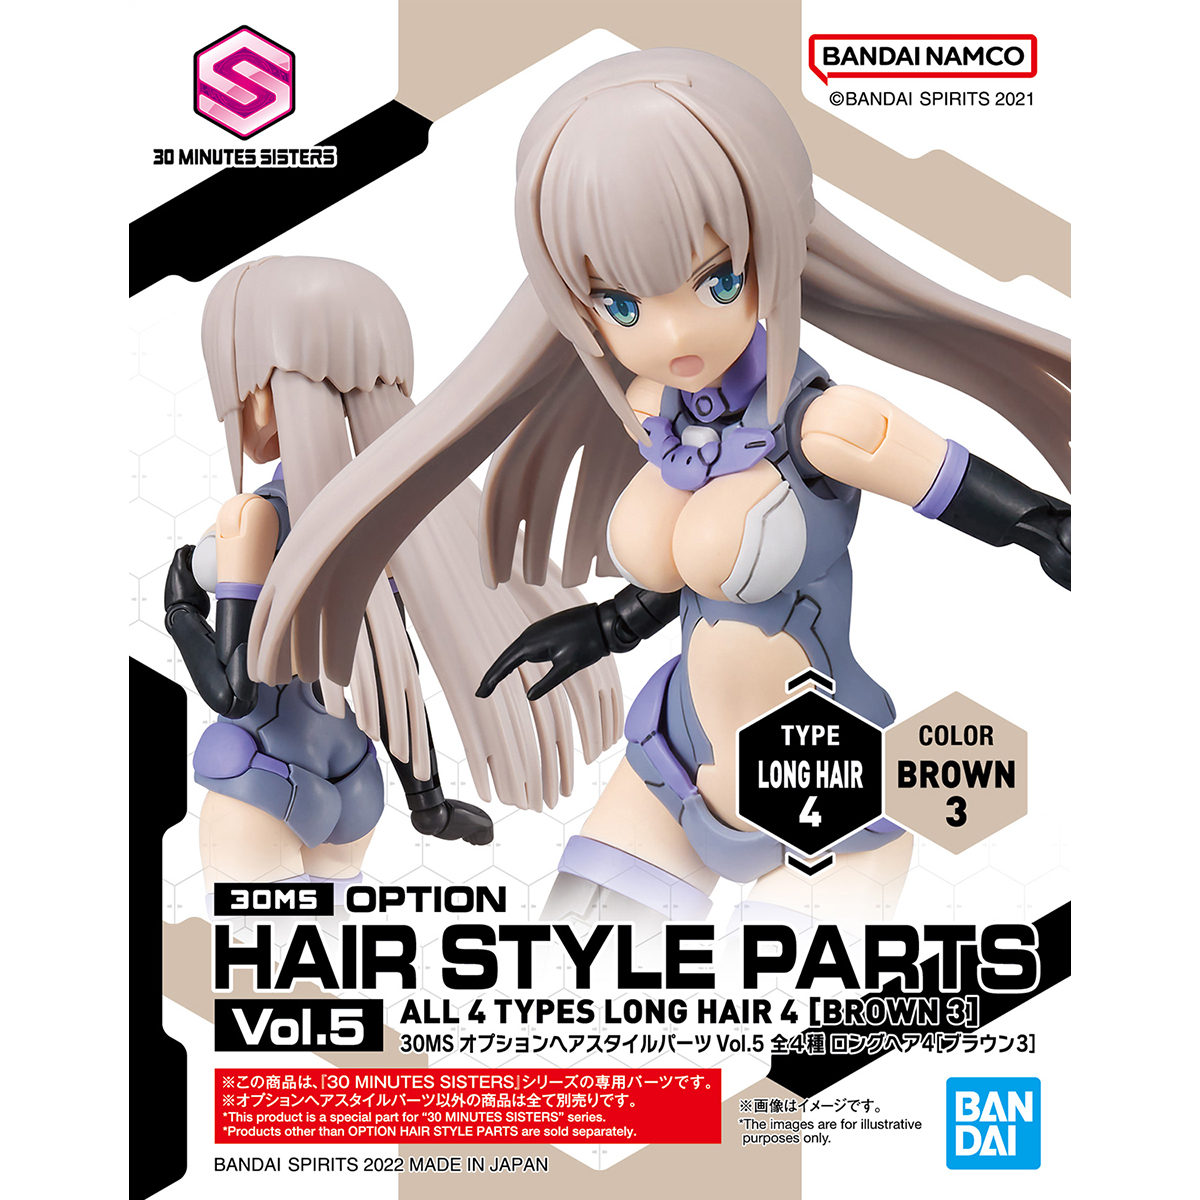 30 MINUTES SISTERS
BANDAI NAMCO
©BANDAI SPIRITS 2021
TYPE
LONG HAIR
4
COLOR
BROWN
3
30MS OPTION
HAIR STYLE PARTS
Vol.5
ALL 4 TYPES LONG HAIR 4 [BROWN 3]
30MS オプションヘアスタイルパーツ Vol.5 全4種 ロングヘア4[ブラウン3]
※この商品は、『30 MINUTES SISTERS』シリーズの専用パーツです。
※オプションヘアスタイルパーツ以外の商品は全て別売りです。
*This product is a special part for "30 MINUTES SISTERS" series.
*Products other than OPTION HAIR STYLE PARTS are sold separately.
※画像はイメージです。
*The images are for illustrative
purposes only.
BAN
DAI
BANDAI SPIRITS 2022 MADE IN JAPAN